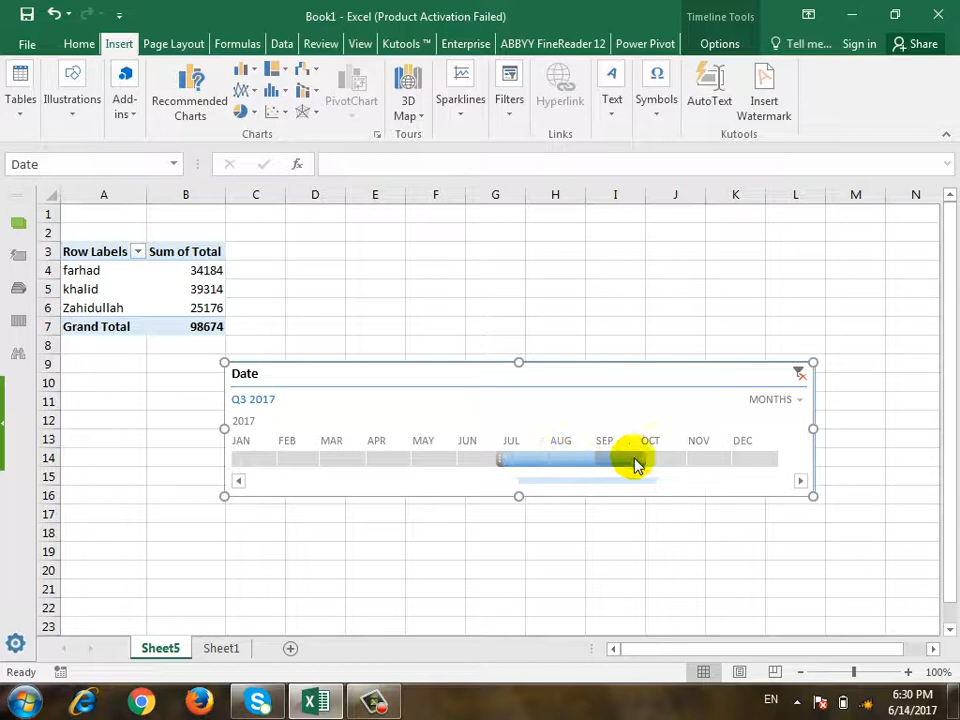 Book1 - Excel (Product Activation Failed)
Timeline Tools
File Home Insert Page Layout Formulas Data Review View Kutools ™ Enterprise ABBYY FineReader 12 Power Pivot Options Tell me... Sign in Share
Tables Illustrations Add-ins Recommended Charts PivotChart 3D Map Sparklines Filters Hyperlink Text Symbols AutoText Insert Watermark
Charts Tours Links Kutools
Date fx
A B C D E F G H I J K L M N
1
2
3 Row Labels Sum of Total
4 farhad 34184
5 khalid 39314
6 Zahidullah 25176
7 Grand Total 98674
8
9 Date
10
11 Q3 2017 MONTHS
12 2017
13 JAN FEB MAR APR MAY JUN JUL AUG SEP OCT NOV DEC
14
15
16
17
18
19
20
21
22
23
Sheet5 Sheet1
Ready 100%
EN 6:30 PM
6/14/2017